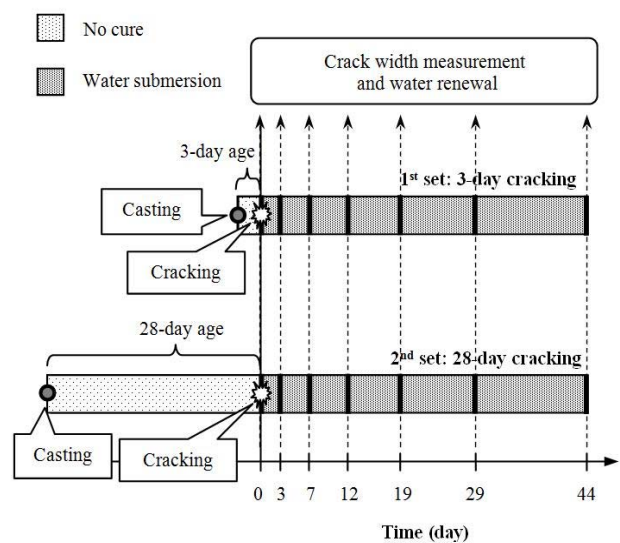 No cure
Water submersion
Crack width measurement
and water renewal
3-day age
1st set: 3-day cracking
Casting
Cracking
28-day age
2nd set: 28-day cracking
Casting
Cracking
0 3 7 12 19 29 44
Time (day)